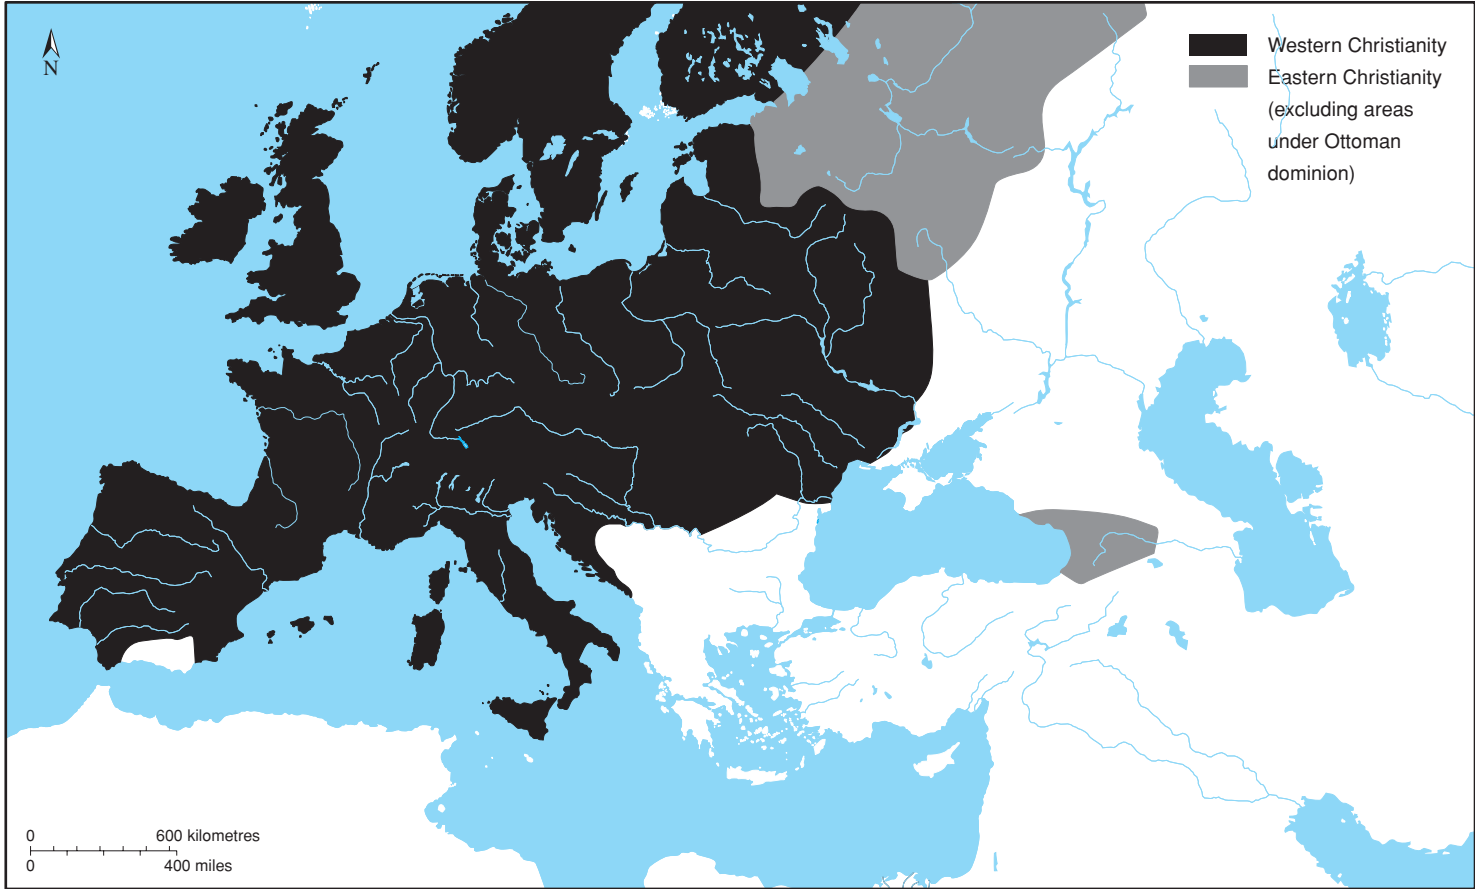 N
Western Christianity
Eastern Christianity
(excluding areas
under Ottoman
dominion)
0 600 kilometres
0 400 miles